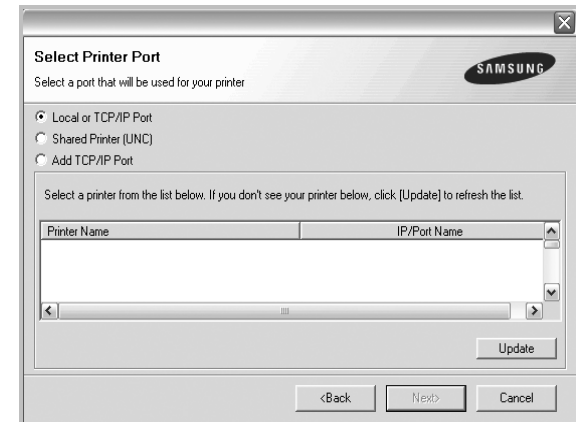 Select Printer Port
Select a port that will be used for your printer
SAMSUNG
Local or TCP/IP Port
Shared Printer (UNC)
Add TCP/IP Port
Select a printer from the list below. If you don't see your printer below, click [Update] to refresh the list.
Printer Name IP/Port Name
Update
<Back Next> Cancel